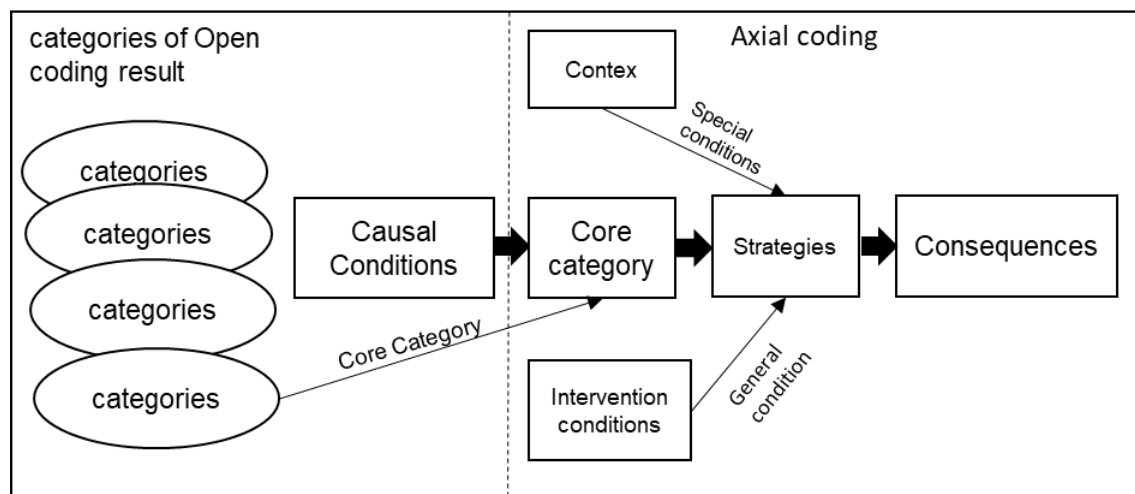 categories of Open
coding result
categories
categories
categories
categories
Causal
Conditions
Core Category
Axial coding
Contex
Special
conditions
Core
category
Strategies
Consequences
Intervention
conditions
General
condition